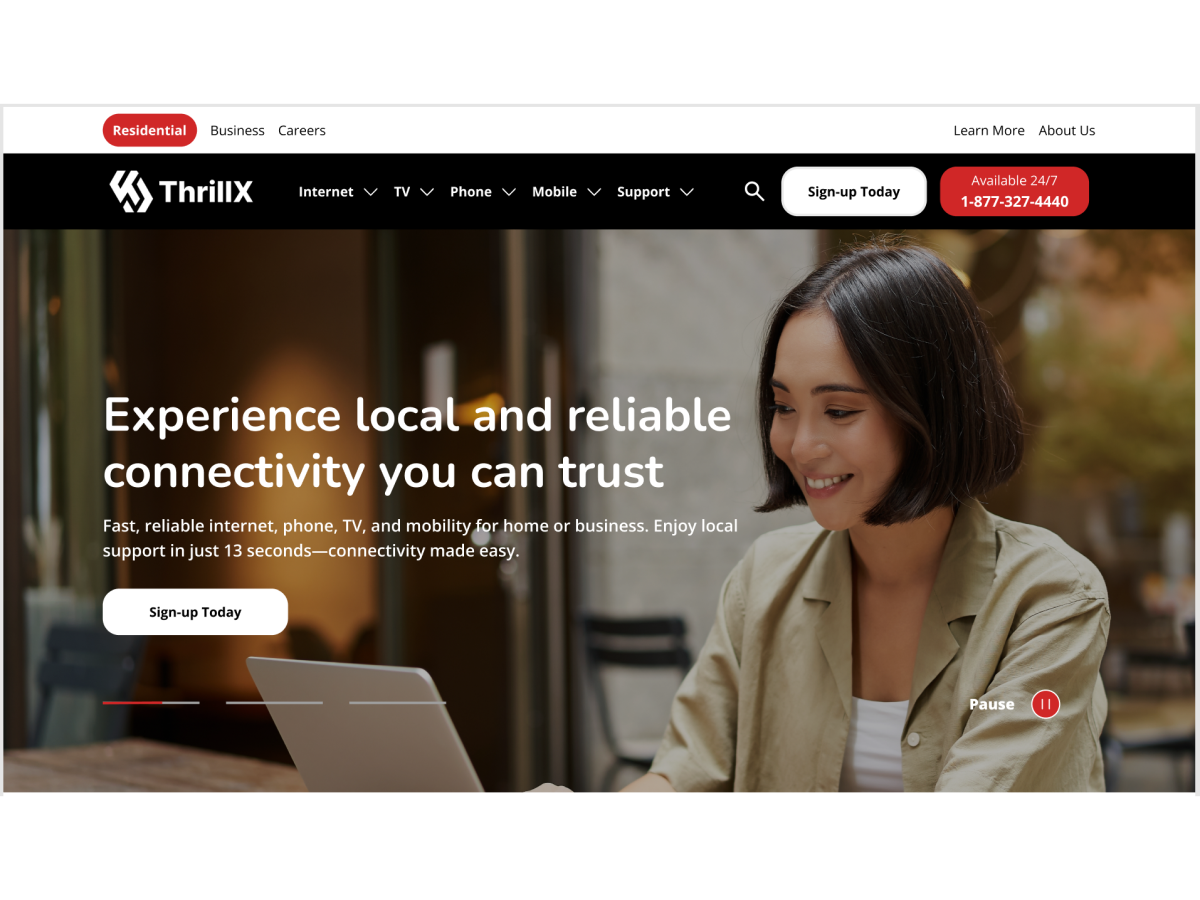 Residential Business Careers Learn More About Us
ThrillX Internet TV Phone Mobile Support Sign-up Today Available 24/7
1-877-327-4440
Experience local and reliable
connectivity you can trust
Fast, reliable internet, phone, TV, and mobility for home or business. Enjoy local
support in just 13 seconds—connectivity made easy.
Sign-up Today
Pause